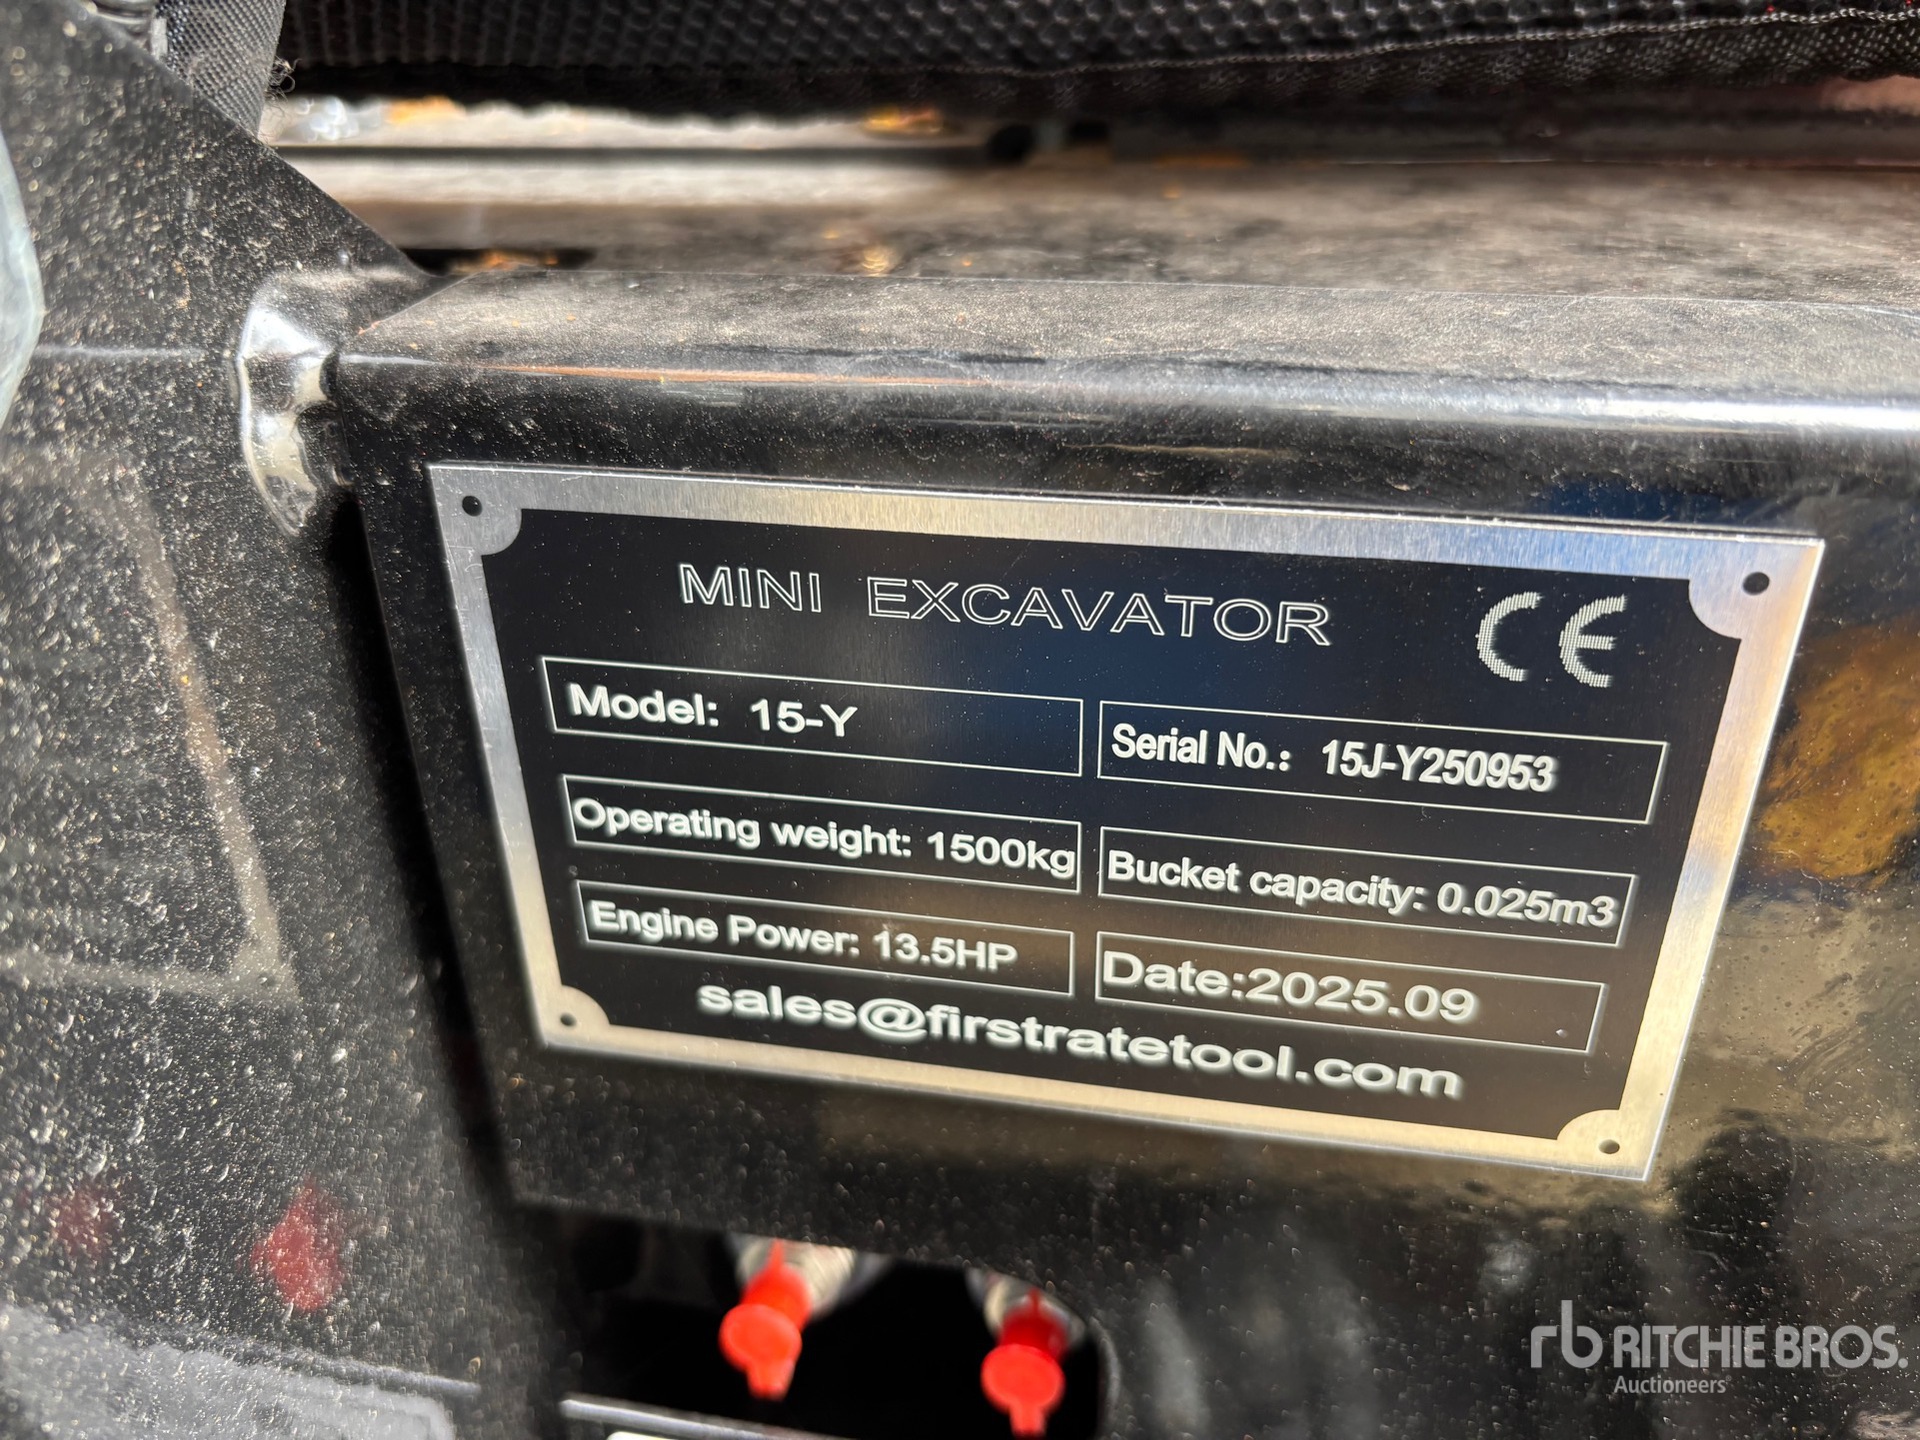 MINI EXCAVATOR CE
Model: 15-Y
Serial No.: 15J-Y250953
Operating weight: 1500kg
Bucket capacity: 0.025m3
Engine Power: 13.5HP
Date:2025.09
sales@firstratetool.com
rb RITCHIE BROS.
Auctioneers